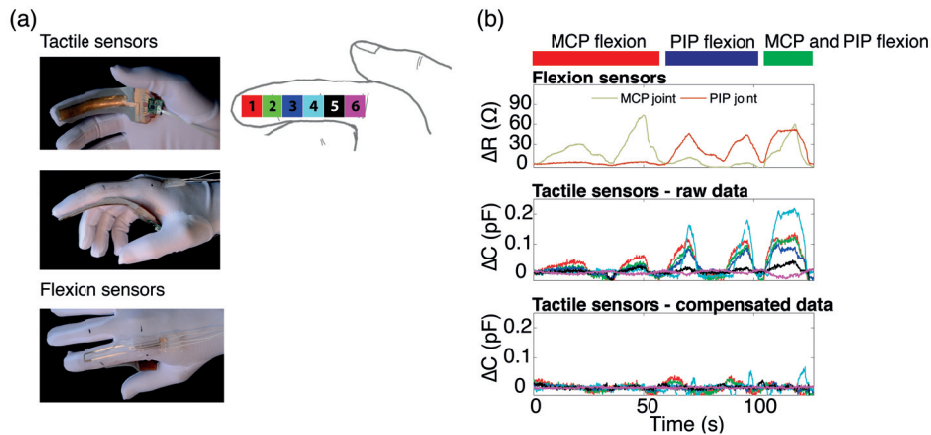 (a)
Tactile sensors
1 2 3 4 5 6
Flexion sensors
(b)
MCP flexion PIP flexion MCP and PIP flexion
Flexion sensors
MCP joint PIP jont
ΔR (Ω)
90
60
30
0
Tactile sensors - raw data
ΔC (pF)
0.2
0.1
0
Tactile sensors - compensated data
ΔC (pF)
0.2
0.1
0
0 50 100
Time (s)